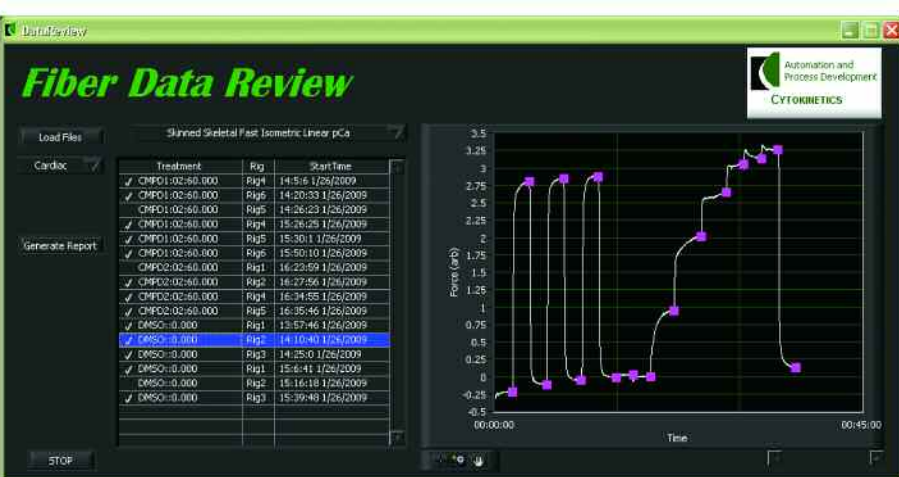 DataReview
Fiber Data Review
Automation and
Process Development
CYTOKINETICS
Load Files
Skinned Skeletal Fast Isometric Linear pCa
Cardiac
Generate Report
STOP
Treatment Rig StartTime
✓ CMPD1:02:60.000 Rig4 14:5:6 1/26/2009
✓ CMPD1:02:60.000 Rig6 14:20:33 1/26/2009
CMPD1:02:60.000 Rig5 14:26:23 1/26/2009
✓ CMPD1:02:60.000 Rig4 15:26:25 1/26/2009
✓ CMPD1:02:60.000 Rig5 15:30:1 1/26/2009
✓ CMPD1:02:60.000 Rig6 15:50:10 1/26/2009
CMPD2:02:60.000 Rig1 16:23:59 1/26/2009
✓ CMPD2:02:60.000 Rig2 16:27:56 1/26/2009
✓ CMPD2:02:60.000 Rig4 16:34:55 1/26/2009
✓ CMPD2:02:60.000 Rig5 16:35:46 1/26/2009
✓ DMSO::0.000 Rig1 13:57:46 1/26/2009
✓ DMSO::0.000 Rig2 14:10:40 1/26/2009
✓ DMSO::0.000 Rig3 14:25:0 1/26/2009
✓ DMSO::0.000 Rig1 15:6:41 1/26/2009
DMSO::0.000 Rig2 15:16:18 1/26/2009
✓ DMSO::0.000 Rig3 15:39:48 1/26/2009
Force (arb)
3.5
3.25
3
2.75
2.5
2.25
2
1.75
1.5
1.25
1
0.75
0.5
0.25
0
-0.25
-0.5
00:00:00 00:45:00
Time